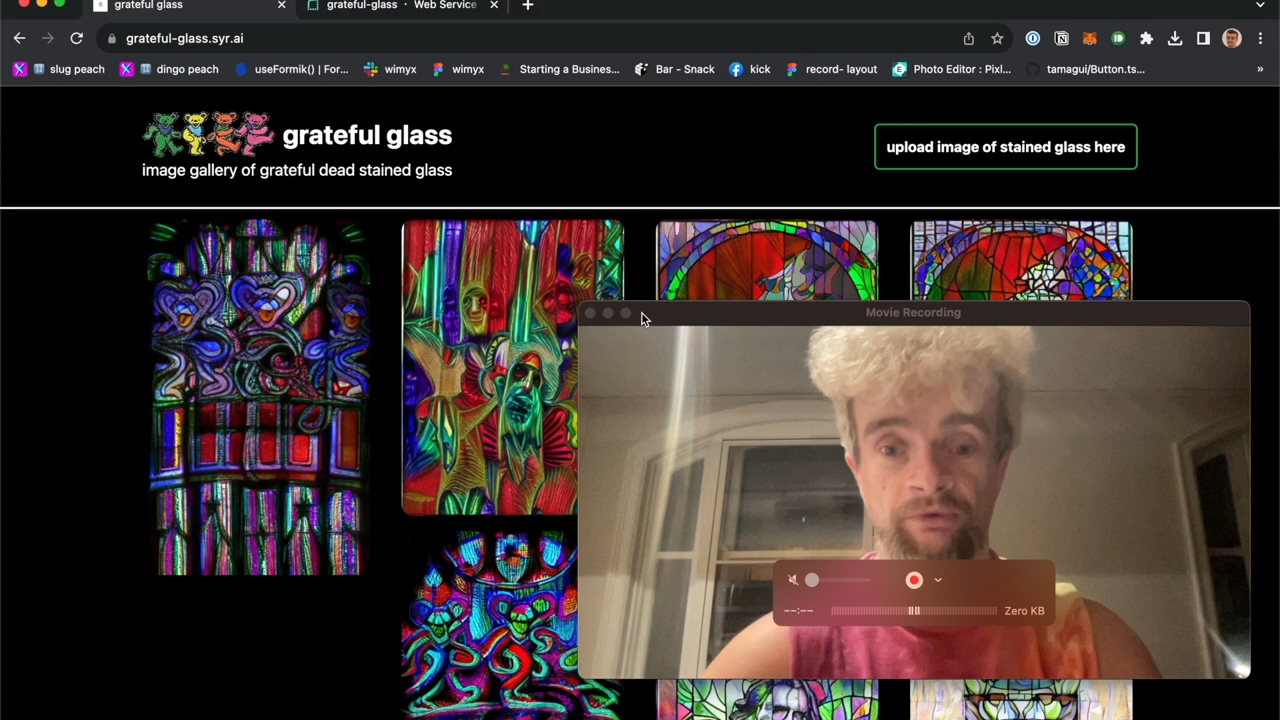 grateful glass
grateful-glass · Web Service
grateful-glass.syr.ai
slug peach
dingo peach
useFormik() | For...
wimyx
wimyx
Starting a Busines...
Bar - Snack
kick
record- layout
Photo Editor : Pixl...
tamagui/Button.ts...
»
grateful glass
image gallery of grateful dead stained glass
upload image of stained glass here
Movie Recording
--:--
Zero KB